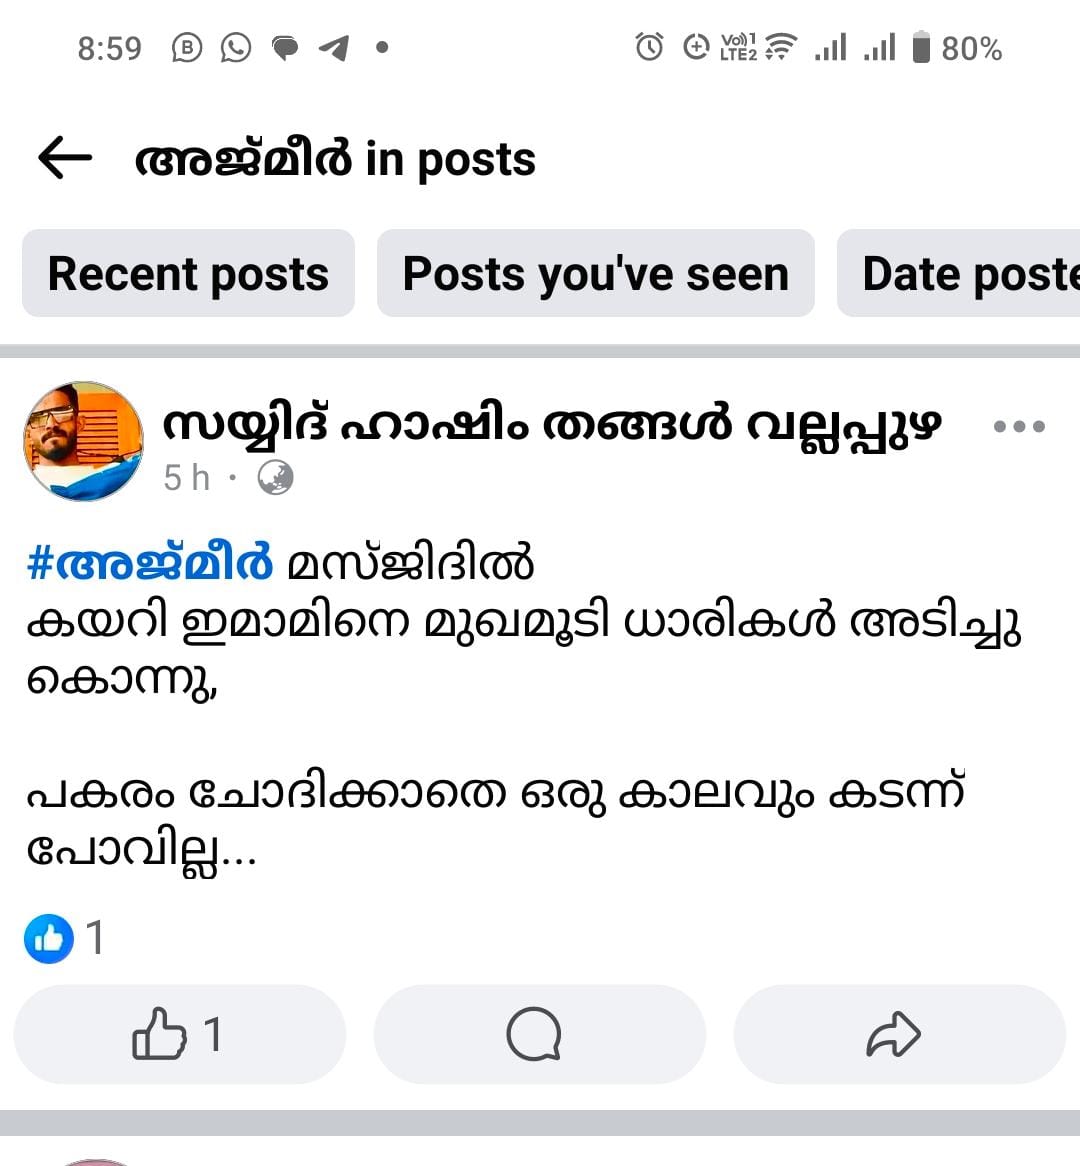 8:59 80%
അജ്മീർ in posts
Recent posts Posts you've seen Date poste
സയ്യിദ് ഹാഷിം തങ്ങൾ വല്ലപ്പുഴ
5 h
#അജ്മീർ മസ്ജിദിൽ
കയറി ഇമാമിനെ മുഖമൂടി ധാരികൾ അടിച്ചു
കൊന്നു,
പകരം ചോദിക്കാതെ ഒരു കാലവും കടന്ന്
പോവില്ല...
1
1